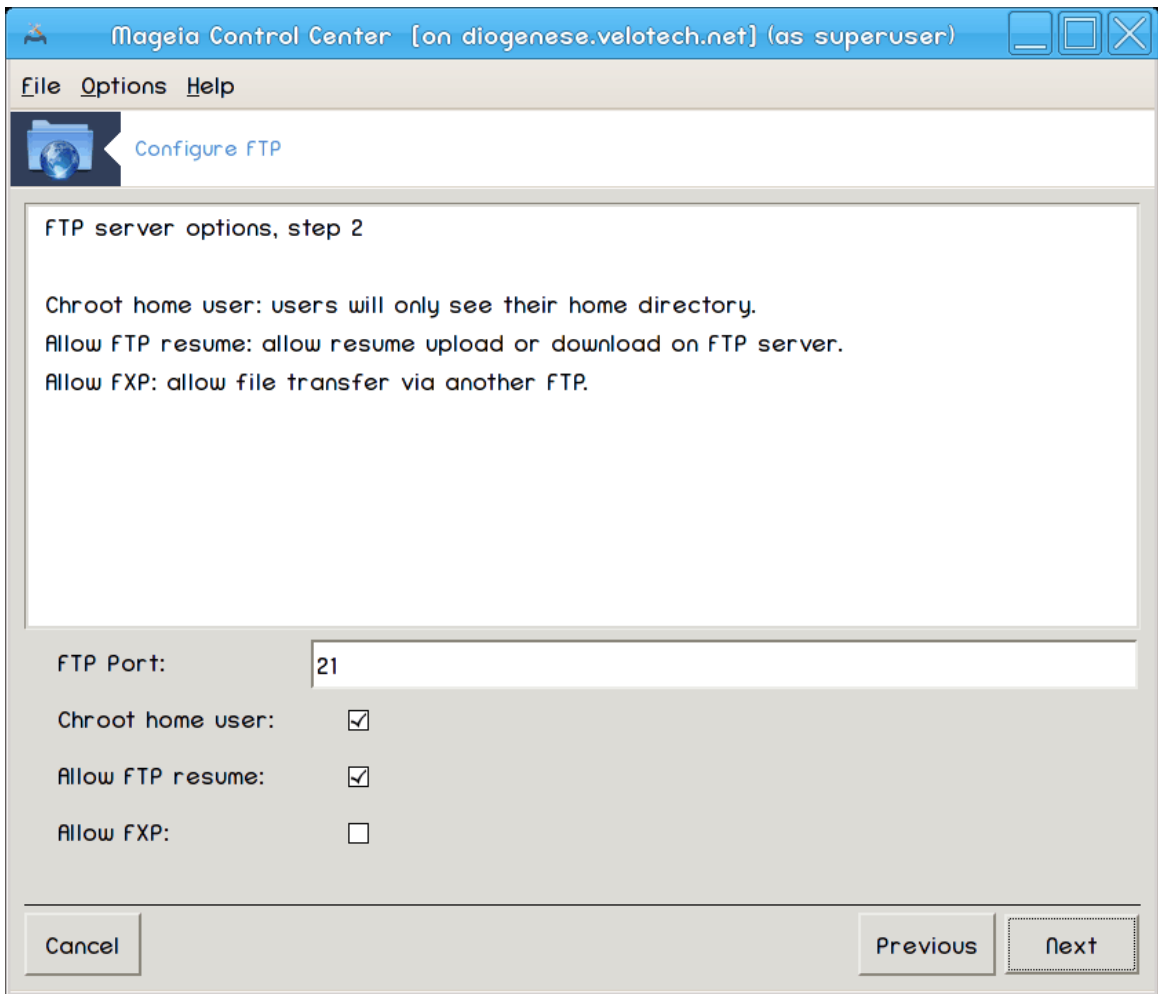 Mageia Control Center [on diogenese.velotech.net] (as superuser)
File Options Help
Configure FTP
FTP server options, step 2
Chroot home user: users will only see their home directory.
Allow FTP resume: allow resume upload or download on FTP server.
Allow FXP: allow file transfer via another FTP.
FTP Port: 21
Chroot home user:
Allow FTP resume:
Allow FXP:
Cancel Previous Next